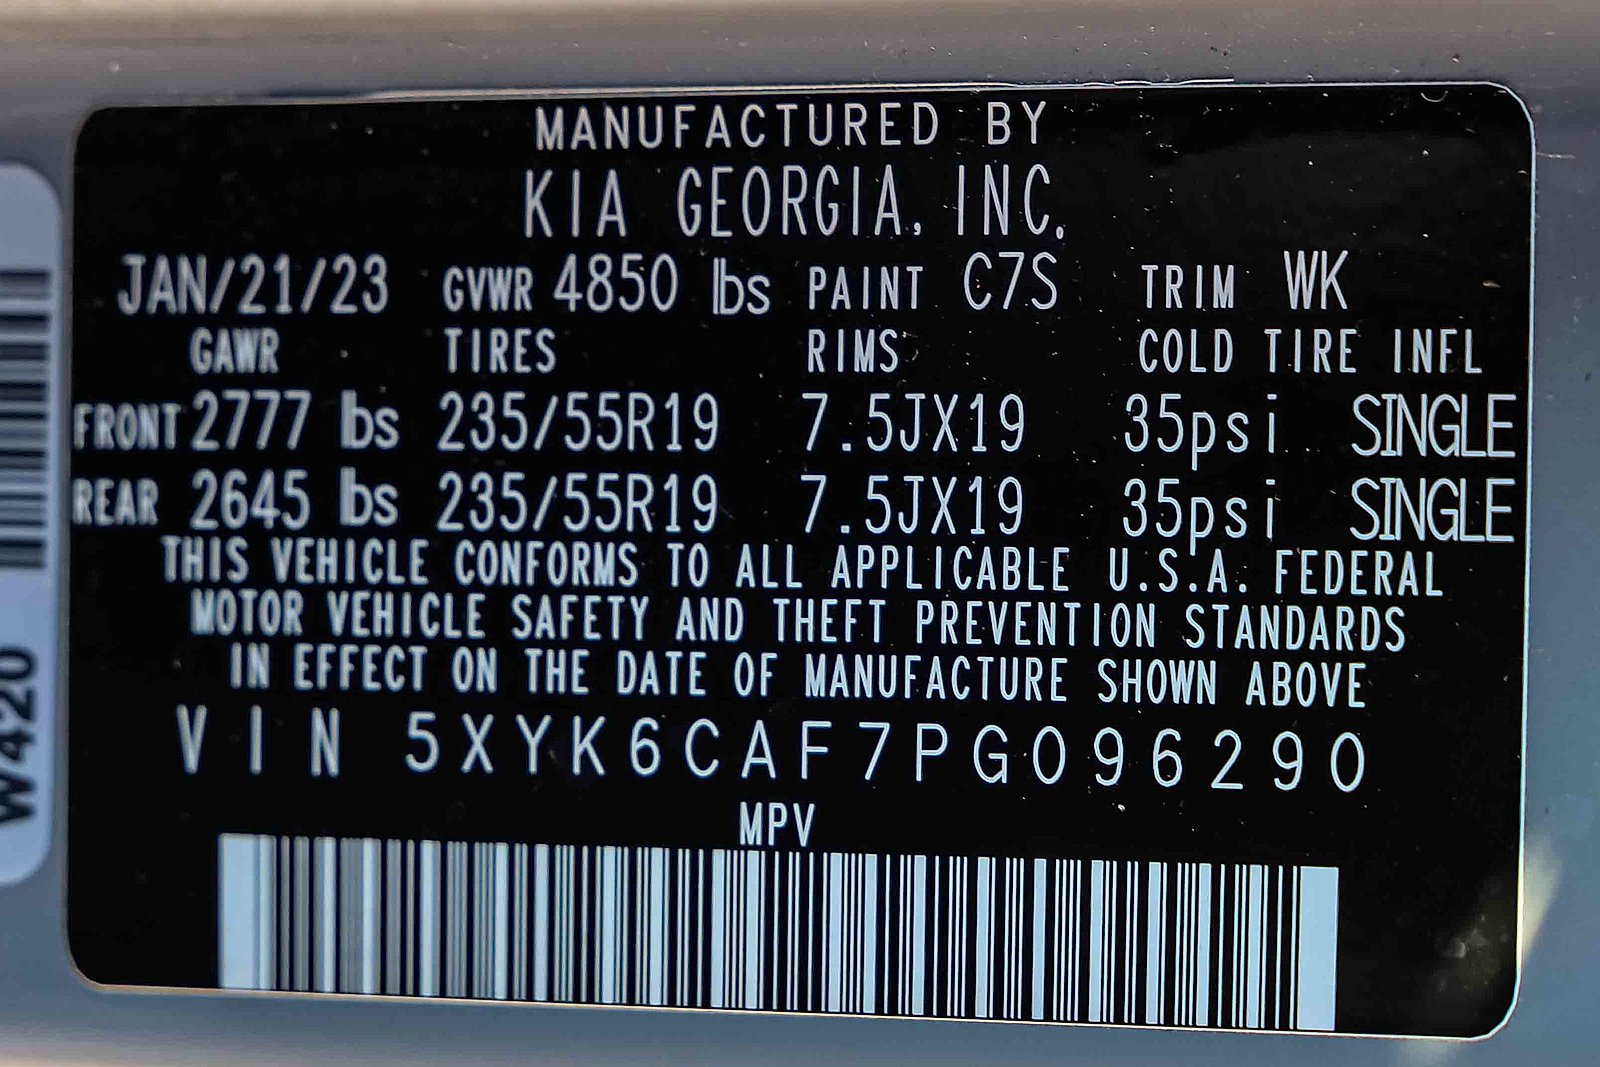 MANUFACTURED BY
KIA GEORGIA, INC.
JAN/21/23 GVWR 4850 lbs PAINT C7S TRIM WK
GAWR TIRES RIMS COLD TIRE INFL
FRONT 2777 lbs 235/55R19 7.5JX19 35psi SINGLE
REAR 2645 lbs 235/55R19 7.5JX19 35psi SINGLE
THIS VEHICLE CONFORMS TO ALL APPLICABLE U.S.A. FEDERAL
MOTOR VEHICLE SAFETY AND THEFT PREVENTION STANDARDS
IN EFFECT ON THE DATE OF MANUFACTURE SHOWN ABOVE
VIN 5XYK6CAF7PG096290
MPV
W420